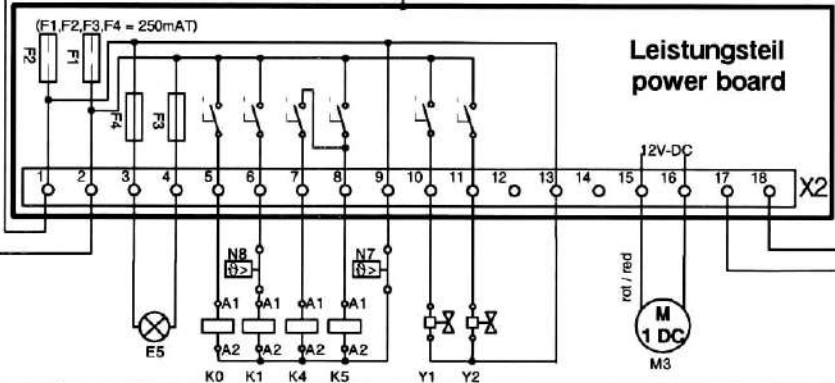 (F1,F2,F3,F4 = 250mAT)
F2
F1
Leistungsteil
power board
F4
F3
12V-DC
1 2 3 4 5 6 7 8 9 10 11 12 13 14 15 16 17 18
X2
N8
ϑ>
N7
ϑ>
rot / red
A1 A1 A1 A1
M
1 DC
E5
A2 A2 A2 A2
M3
K0 K1 K4 K5 Y1 Y2